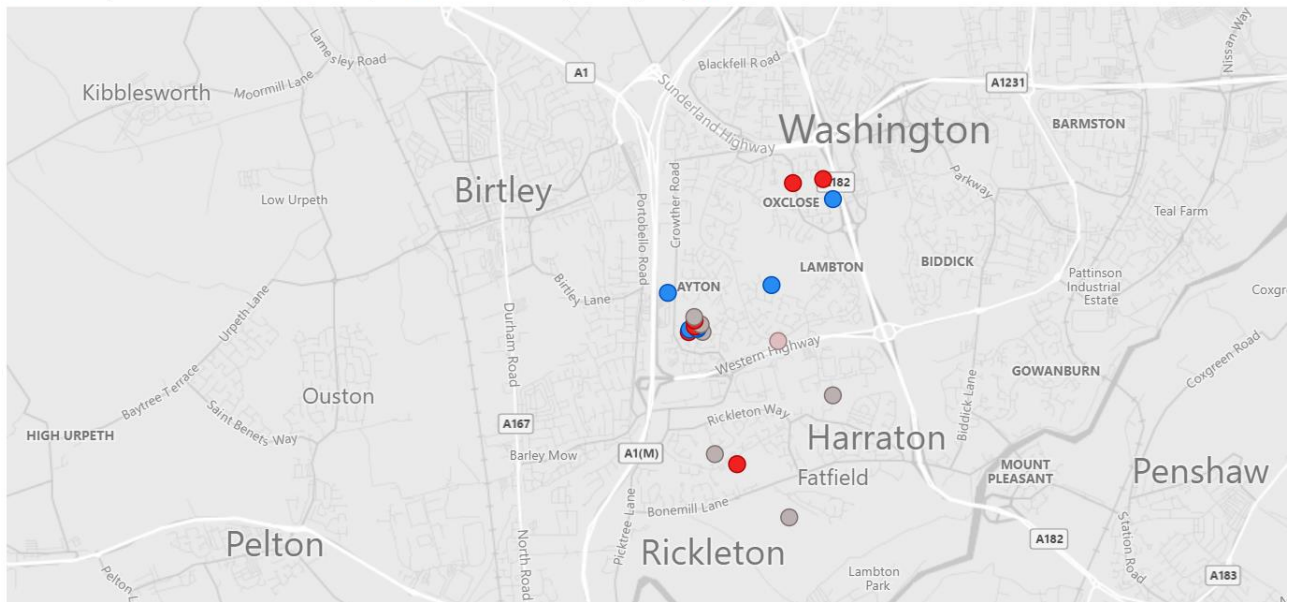 Nissan Way
Lamesley Road
Blackfell Road
A1
Kibblesworth
Moormill Lane
A1231
Sunderland Highway
BARMSTON
Washington
Birtley
Crowther Road
Portobello Road
182
Parkway
Low Urpeth
OXCLOSE
Teal Farm
LAMBTON
BIDDICK
Pattinson
Industrial
Estate
AYTON
Birtley Lane
Coxgr
Urpeth Lane
Durham Road
Western Highway
Coxgreen Road
GOWANBURN
Baytree Terrace
Ouston
Saint Benets Way
Rickleton Way
Biddick Lane
A167
HIGH URPETH
Harraton
Barley Mow
A1(M)
MOUNT
PLEASANT
Penshaw
Fatfield
Picktree Lane
Bonemill Lane
Pelton
North Road
Rickleton
Station Road
A182
Lambton
Park
A183
Pelton L